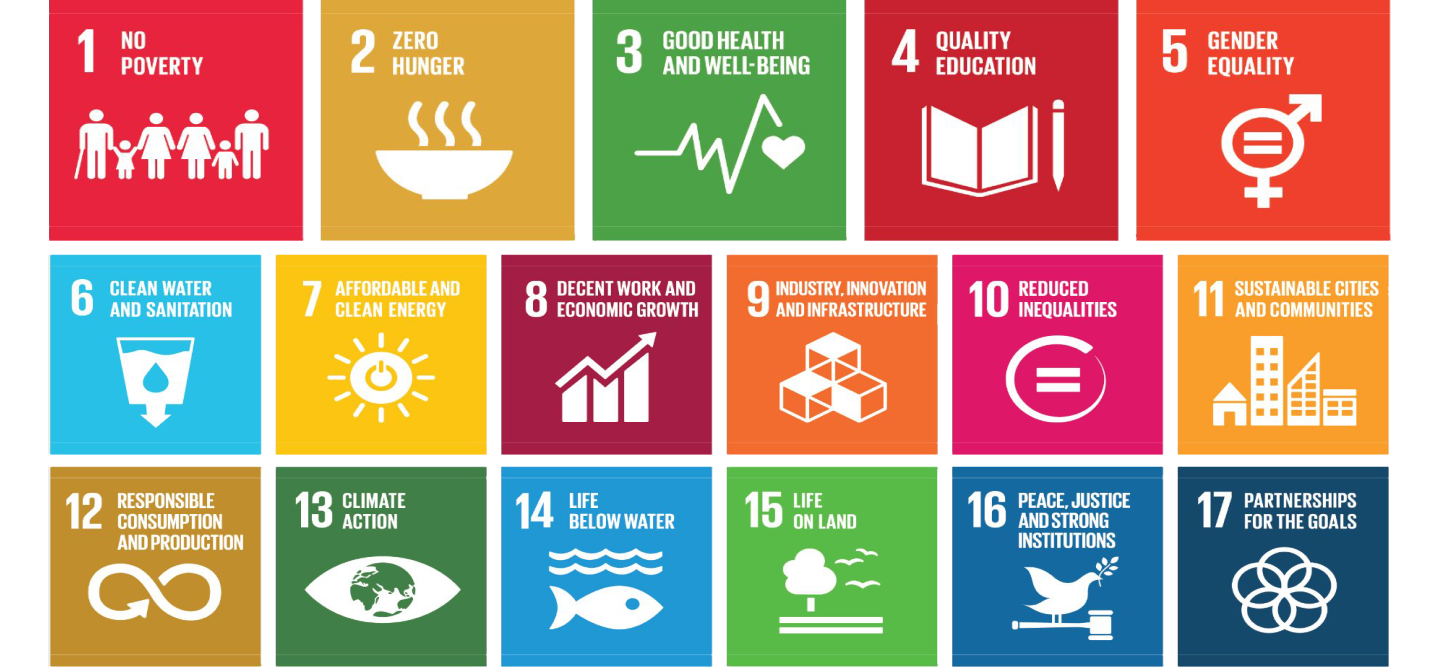 1 NO
POVERTY
2 ZERO
HUNGER
3 GOOD HEALTH
AND WELL-BEING
4 QUALITY
EDUCATION
5 GENDER
EQUALITY
6 CLEAN WATER
AND SANITATION
7 AFFORDABLE AND
CLEAN ENERGY
8 DECENT WORK AND
ECONOMIC GROWTH
9 INDUSTRY, INNOVATION
AND INFRASTRUCTURE
10 REDUCED
INEQUALITIES
11 SUSTAINABLE CITIES
AND COMMUNITIES
12 RESPONSIBLE
CONSUMPTION
AND PRODUCTION
13 CLIMATE
ACTION
14 LIFE
BELOW WATER
15 LIFE
ON LAND
16 PEACE, JUSTICE
AND STRONG
INSTITUTIONS
17 PARTNERSHIPS
FOR THE GOALS